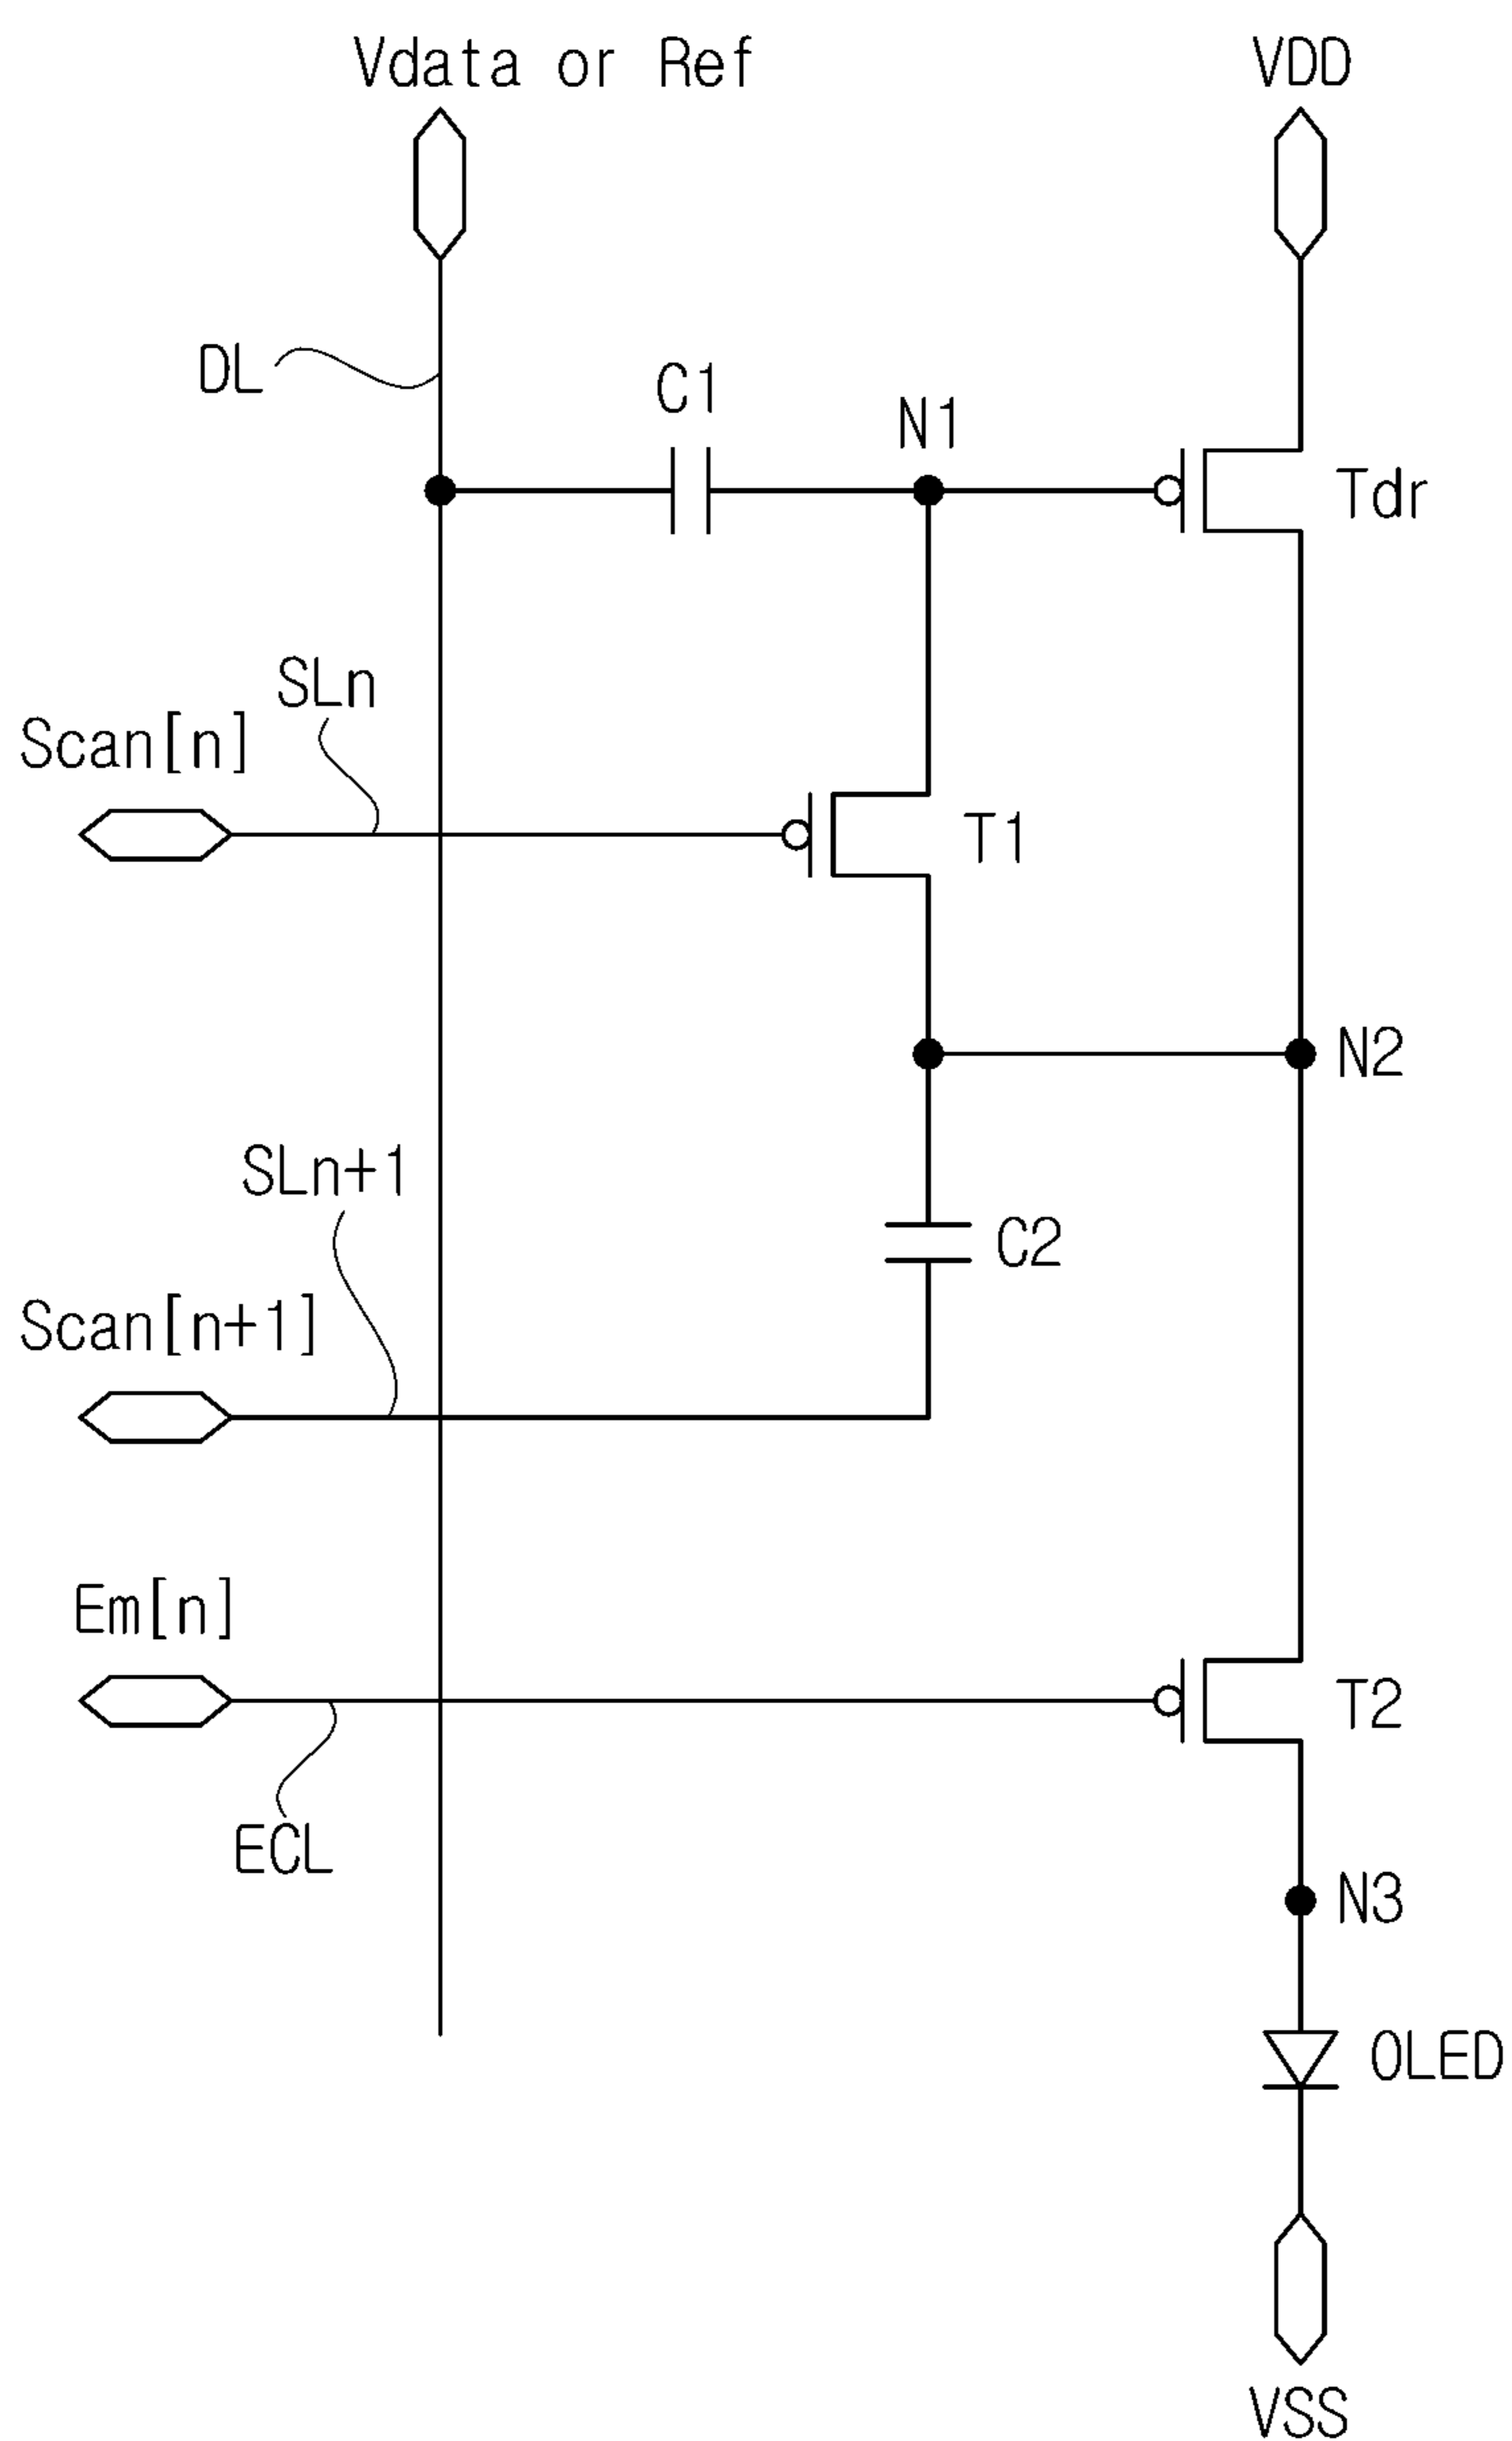 Vdata or Ref
VDD
DL
C1
N1
Tdr
SLn
Scan[n]
T1
N2
SLn+1
C2
Scan[n+1]
Em[n]
T2
ECL
N3
OLED
VSS